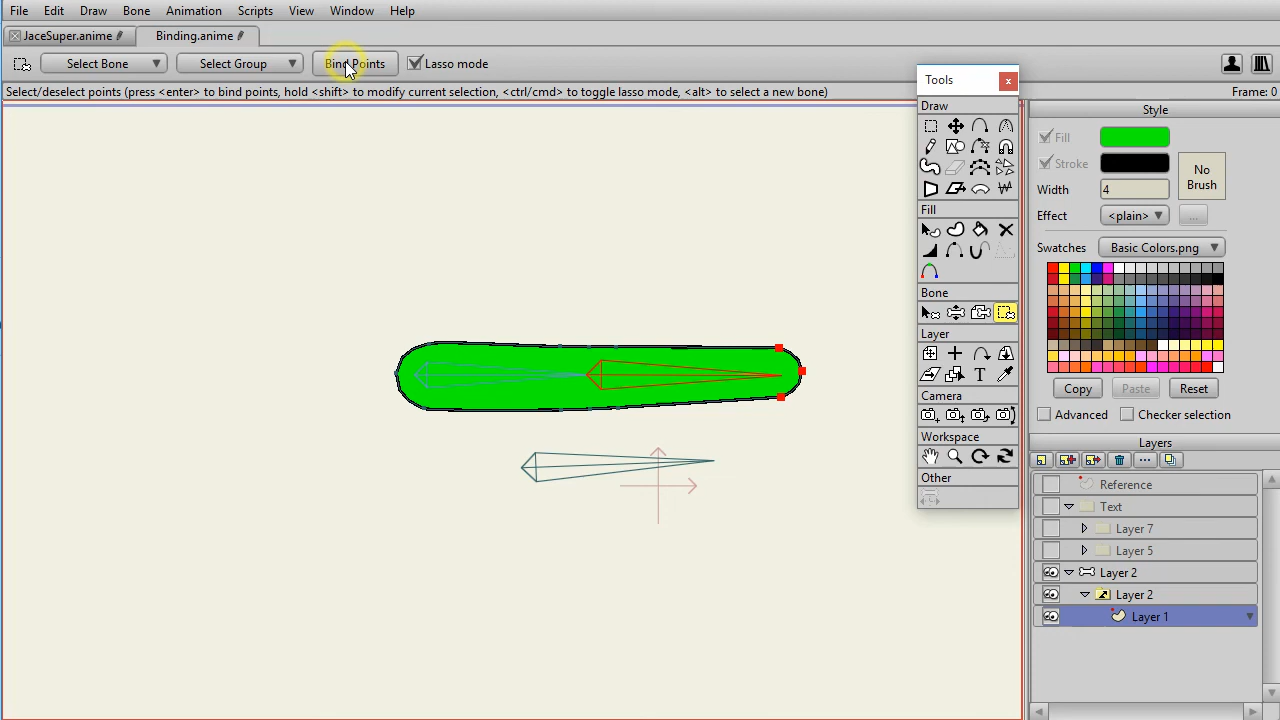 File Edit Draw Bone Animation Scripts View Window Help
JaceSuper.anime Binding.anime
Select Bone Select Group Bind Points Lasso mode
Select/deselect points (press <enter> to bind points, hold <shift> to modify current selection, <ctrl/cmd> to toggle lasso mode, <alt> to select a new bone) Frame: 0
Tools
Draw
Fill
Bone
Layer
Camera
Workspace
Other
Style
Fill
Stroke
No Brush
Width 4
Effect <plain> ...
Swatches Basic Colors.png
Copy Paste Reset
Advanced Checker selection
Layers
Reference
Text
Layer 7
Layer 5
Layer 2
Layer 2
Layer 1